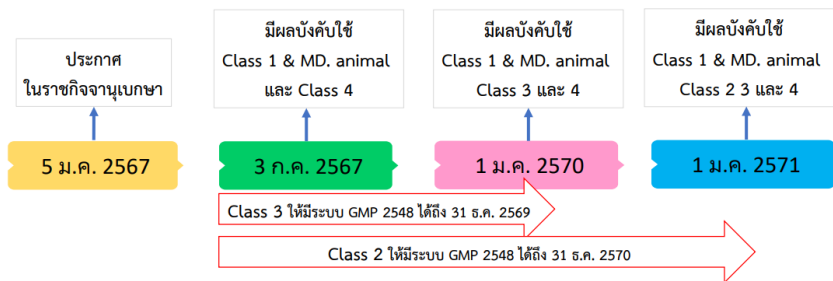 ประกาศ
ในราชกิจจานุเบกษา
มีผลบังคับใช้
Class 1 & MD. animal
และ Class 4
มีผลบังคับใช้
Class 1 & MD. animal
Class 3 และ 4
มีผลบังคับใช้
Class 1 & MD. animal
Class 2 3 และ 4
5 ม.ค. 2567
3 ก.ค. 2567
1 ม.ค. 2570
1 ม.ค. 2571
Class 3 ให้มีระบบ GMP 2548 ได้ถึง 31 ธ.ค. 2569
Class 2 ให้มีระบบ GMP 2548 ได้ถึง 31 ธ.ค. 2570